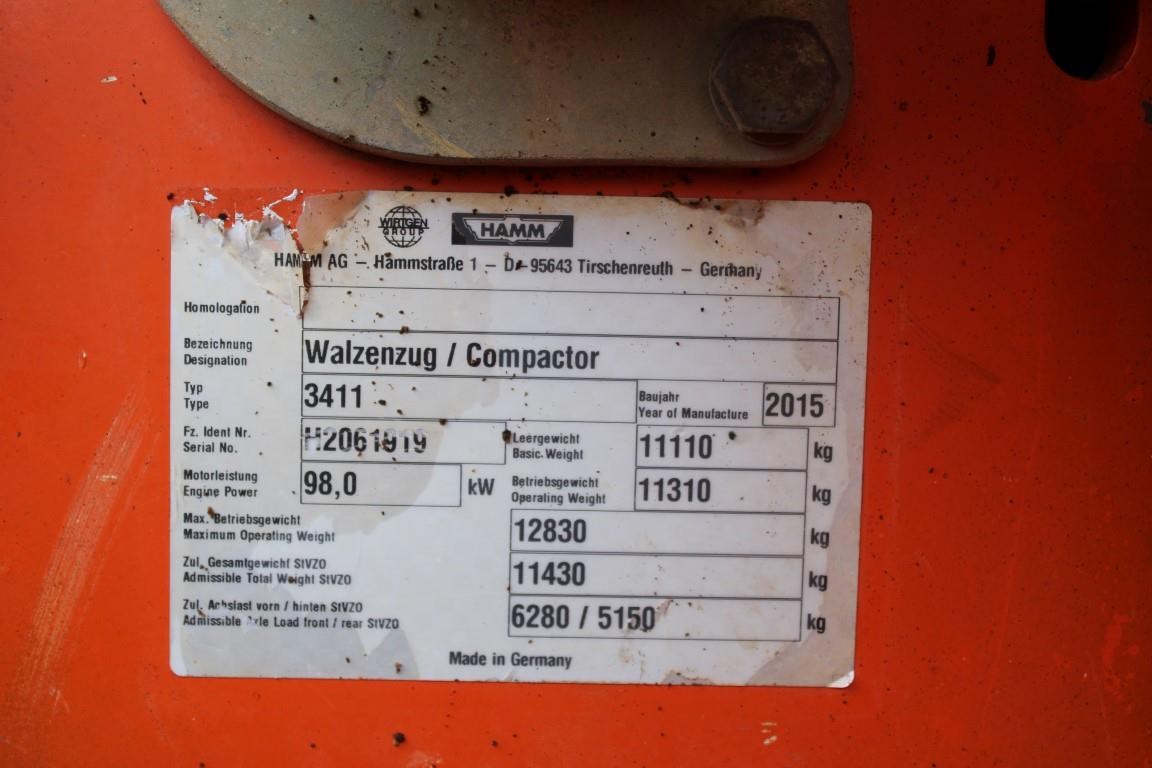 WIRTGEN GROUP HAMM
HAMM AG – Hammstraße 1 – D – 95643 Tirschenreuth – Germany
Homologation
Bezeichnung
Designation
Walzenzug / Compactor
Typ
Type
3411
Baujahr
Year of Manufacture
2015
Fz. Ident Nr.
Serial No.
H2061919
Leergewicht
Basic Weight
11110 kg
Motorleistung
Engine Power
98,0 kW
Betriebsgewicht
Operating Weight
11310 kg
Max. Betriebsgewicht
Maximum Operating Weight
12830 kg
Zul. Gesamtgewicht StVZO
Admissible Total Weight StVZO
11430 kg
Zul. Achslast vorn / hinten StVZO
Admissible Axle Load front / rear StVZO
6280 / 5150 kg
Made in Germany